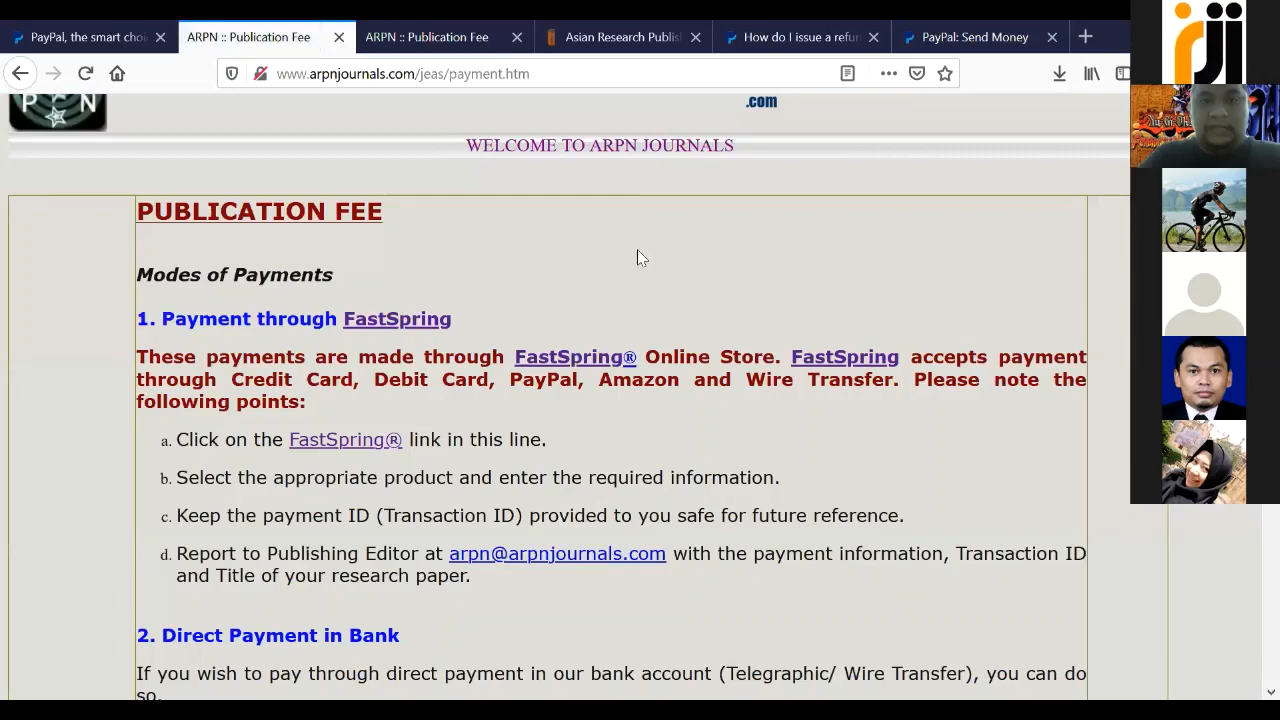 PayPal, the smart choi
ARPN :: Publication Fee
ARPN :: Publication Fee
Asian Research Publis
How do I issue a refun
PayPal: Send Money
www.arpnjournals.com/jeas/payment.htm
P N
.com
WELCOME TO ARPN JOURNALS
PUBLICATION FEE
Modes of Payments
1. Payment through FastSpring
These payments are made through FastSpring® Online Store. FastSpring accepts payment
through Credit Card, Debit Card, PayPal, Amazon and Wire Transfer. Please note the
following points:
a. Click on the FastSpring® link in this line.
b. Select the appropriate product and enter the required information.
c. Keep the payment ID (Transaction ID) provided to you safe for future reference.
d. Report to Publishing Editor at arpn@arpnjournals.com with the payment information, Transaction ID
and Title of your research paper.
2. Direct Payment in Bank
If you wish to pay through direct payment in our bank account (Telegraphic/ Wire Transfer), you can do
so.